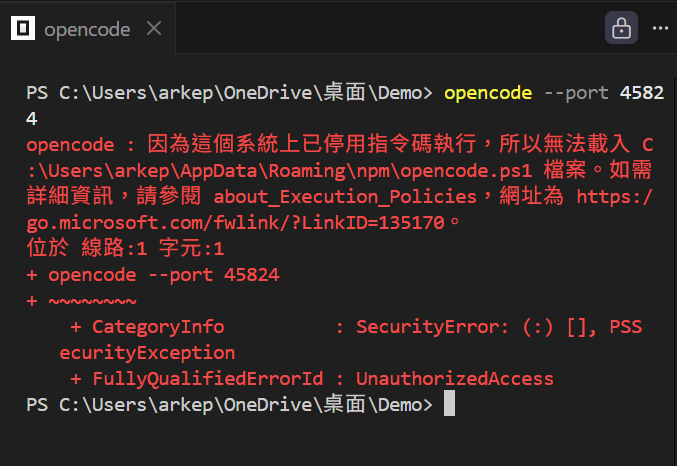 opencode
PS C:\Users\arkep\OneDrive\桌面\Demo> opencode --port 4582
4
opencode : 因為這個系統上已停用指令碼執行，所以無法載入 C
:\Users\arkep\AppData\Roaming\npm\opencode.ps1 檔案。如需
詳細資訊，請參閱 about_Execution_Policies，網址為 https:/
go.microsoft.com/fwlink/?LinkID=135170。
位於 線路:1 字元:1
+ opencode --port 45824
+ ~~~~~~~~
+ CategoryInfo : SecurityError: (:) [], PSS
ecurityException
+ FullyQualifiedErrorId : UnauthorizedAccess
PS C:\Users\arkep\OneDrive\桌面\Demo>